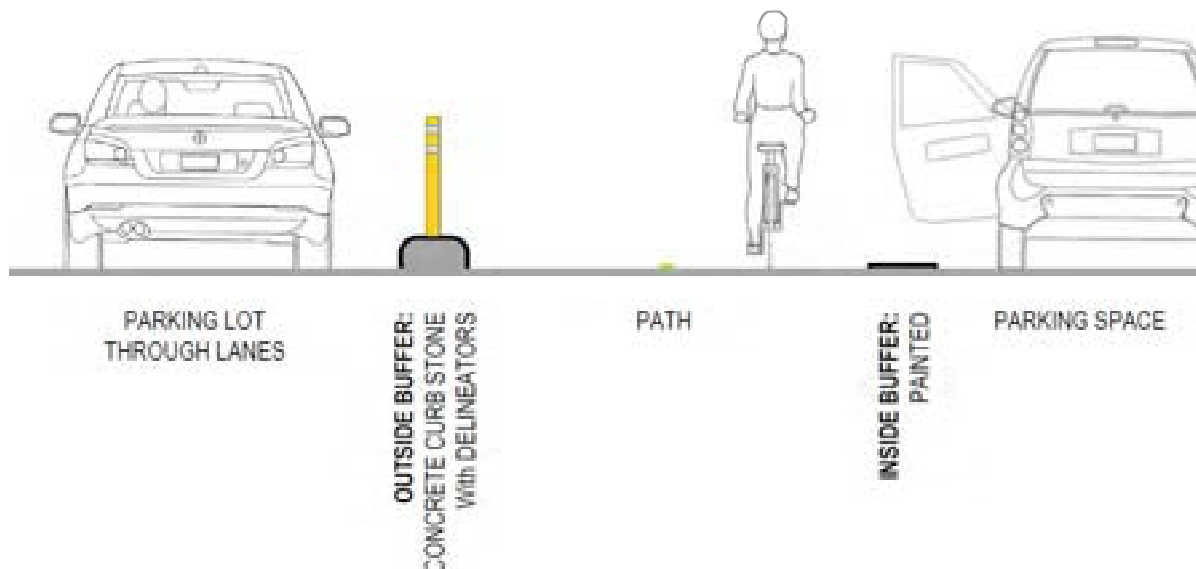 PARKING LOT
THROUGH LANES
OUTSIDE BUFFER:
CONCRETE CURB STONE
With DELINEATORS
PATH
INSIDE BUFFER:
PAINTED
PARKING SPACE